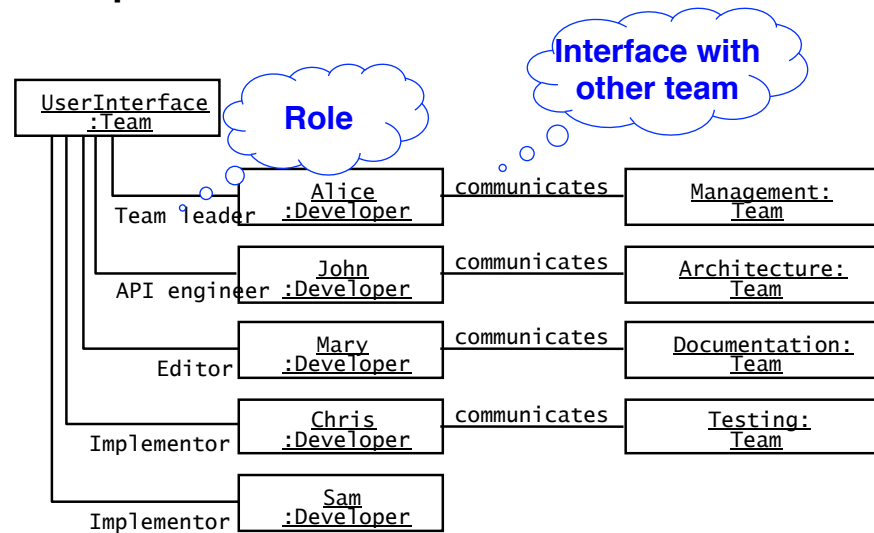 Interface with
other team
UserInterface
:Team
Role
Alice
:Developer
communicates
Management:
Team
Team leader
John
:Developer
communicates
Architecture:
Team
API engineer
Mary
:Developer
communicates
Documentation:
Team
Editor
Chris
:Developer
communicates
Testing:
Team
Implementor
Sam
:Developer
Implementor